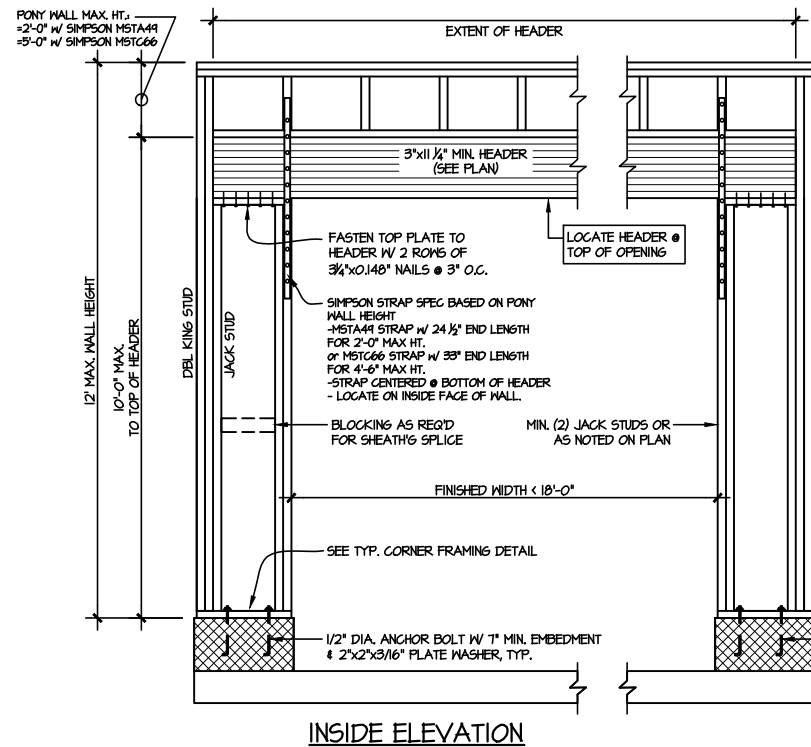 PONY WALL MAX. HT.:
=2'-0" W/ SIMPSON MSTA49
=5'-0" W/ SIMPSON MSTC66
EXTENT OF HEADER
3"x11 1/4" MIN. HEADER
(SEE PLAN)
FASTEN TOP PLATE TO
HEADER W/ 2 ROWS OF
3 1/4"x0.148" NAILS @ 3" O.C.
LOCATE HEADER @
TOP OF OPENING
SIMPSON STRAP SPEC BASED ON PONY
WALL HEIGHT
-MSTA49 STRAP W/ 24 1/2" END LENGTH
FOR 2'-0" MAX HT.
or MSTC66 STRAP W/ 33" END LENGTH
FOR 4'-6" MAX HT.
-STRAP CENTERED @ BOTTOM OF HEADER
- LOCATE ON INSIDE FACE OF WALL.
12' MAX. WALL HEIGHT
10'-0" MAX.
TO TOP OF HEADER
DBL KING STUD
JACK STUD
BLOCKING AS REQ'D
FOR SHEATH'G SPLICE
MIN. (2) JACK STUDS OR
AS NOTED ON PLAN
FINISHED WIDTH < 18'-0"
SEE TYP. CORNER FRAMING DETAIL
1/2" DIA. ANCHOR BOLT W/ 7" MIN. EMBEDMENT
& 2"x2"x3/16" PLATE WASHER, TYP.
INSIDE ELEVATION